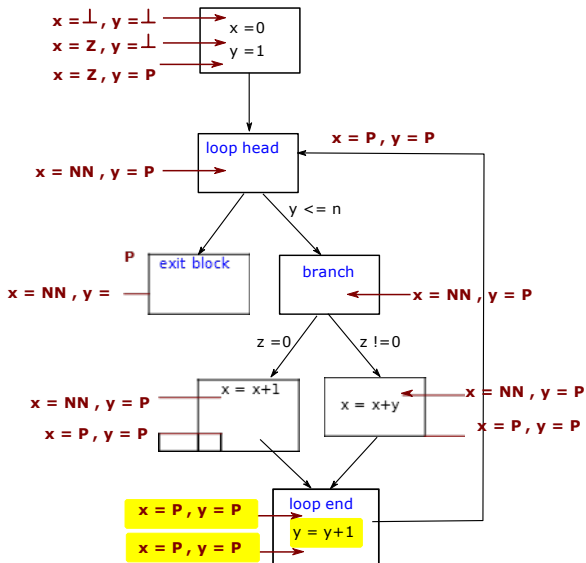 x = ⊥ , y = ⊥
x = 0
x = Z , y = ⊥
y = 1
x = Z , y = P
x = P , y = P
loop head
x = NN , y = P
y <= n
P
exit block
branch
x = NN , y =
x = NN , y = P
z =0
z !=0
x = x+1
x = NN , y = P
x = NN , y = P
x = x+y
x = P , y = P
x = P , y = P
loop end
x = P , y = P
y = y+1
x = P , y = P